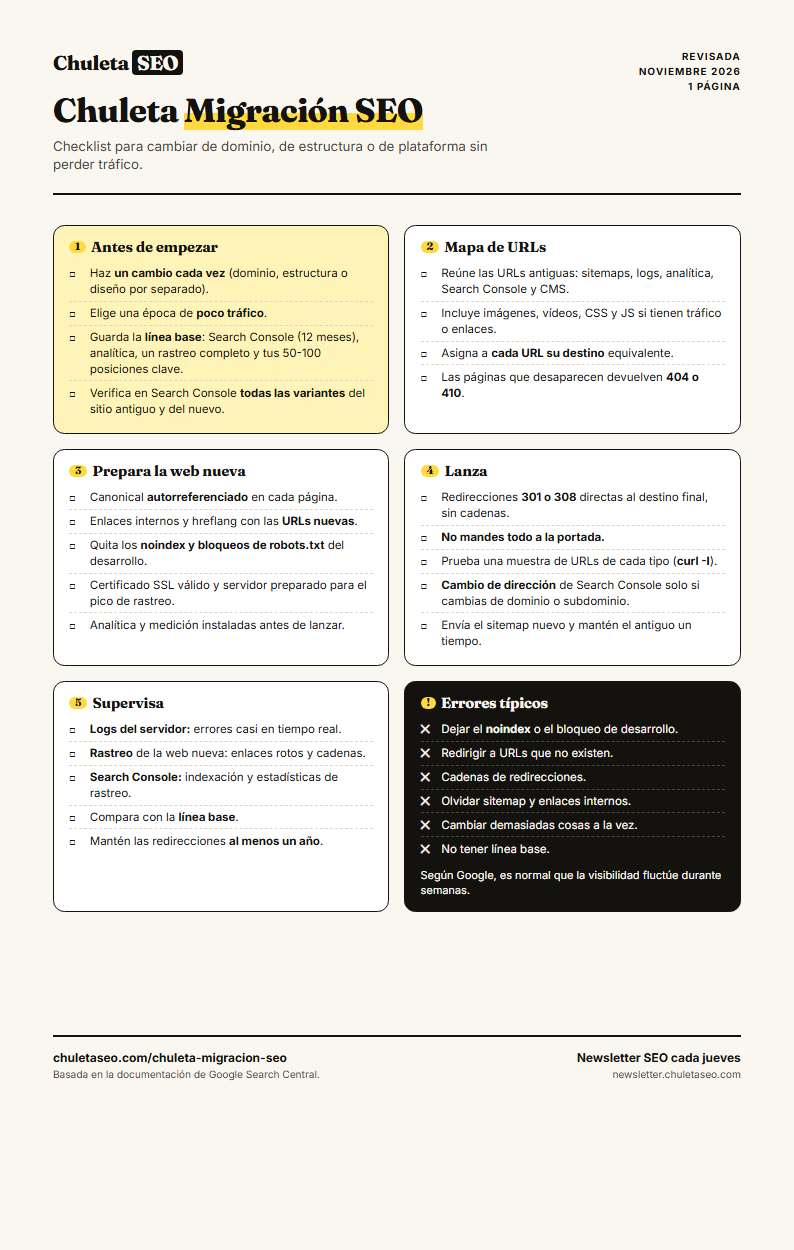 Chuleta SEO
REVISADA
NOVIEMBRE 2026
1 PÁGINA
Chuleta Migración SEO
Checklist para cambiar de dominio, de estructura o de plataforma sin
perder tráfico.
1 Antes de empezar
Haz un cambio cada vez (dominio, estructura o
diseño por separado).
Elige una época de poco tráfico.
Guarda la línea base: Search Console (12 meses),
analítica, un rastreo completo y tus 50-100
posiciones clave.
Verifica en Search Console todas las variantes del
sitio antiguo y del nuevo.
2 Mapa de URLs
Reúne las URLs antiguas: sitemaps, logs, analítica,
Search Console y CMS.
Incluye imágenes, vídeos, CSS y JS si tienen tráfico
o enlaces.
Asigna a cada URL su destino equivalente.
Las páginas que desaparecen devuelven 404 o
410.
3 Prepara la web nueva
Canonical autorreferenciado en cada página.
Enlaces internos y hreflang con las URLs nuevas.
Quita los noindex y bloqueos de robots.txt del
desarrollo.
Certificado SSL válido y servidor preparado para el
pico de rastreo.
Analítica y medición instaladas antes de lanzar.
4 Lanza
Redirecciones 301 o 308 directas al destino final,
sin cadenas.
No mandes todo a la portada.
Prueba una muestra de URLs de cada tipo (curl -I).
Cambio de dirección de Search Console solo si
cambias de dominio o subdominio.
Envía el sitemap nuevo y mantén el antiguo un
tiempo.
5 Supervisa
Logs del servidor: errores casi en tiempo real.
Rastreo de la web nueva: enlaces rotos y cadenas.
Search Console: indexación y estadísticas de
rastreo.
Compara con la línea base.
Mantén las redirecciones al menos un año.
! Errores típicos
Dejar el noindex o el bloqueo de desarrollo.
Redirigir a URLs que no existen.
Cadenas de redirecciones.
Olvidar sitemap y enlaces internos.
Cambiar demasiadas cosas a la vez.
No tener línea base.
Según Google, es normal que la visibilidad fluctúe durante
semanas.
chuletaseo.com/chuleta-migracion-seo
Basada en la documentación de Google Search Central.
Newsletter SEO cada jueves
newsletter.chuletaseo.com